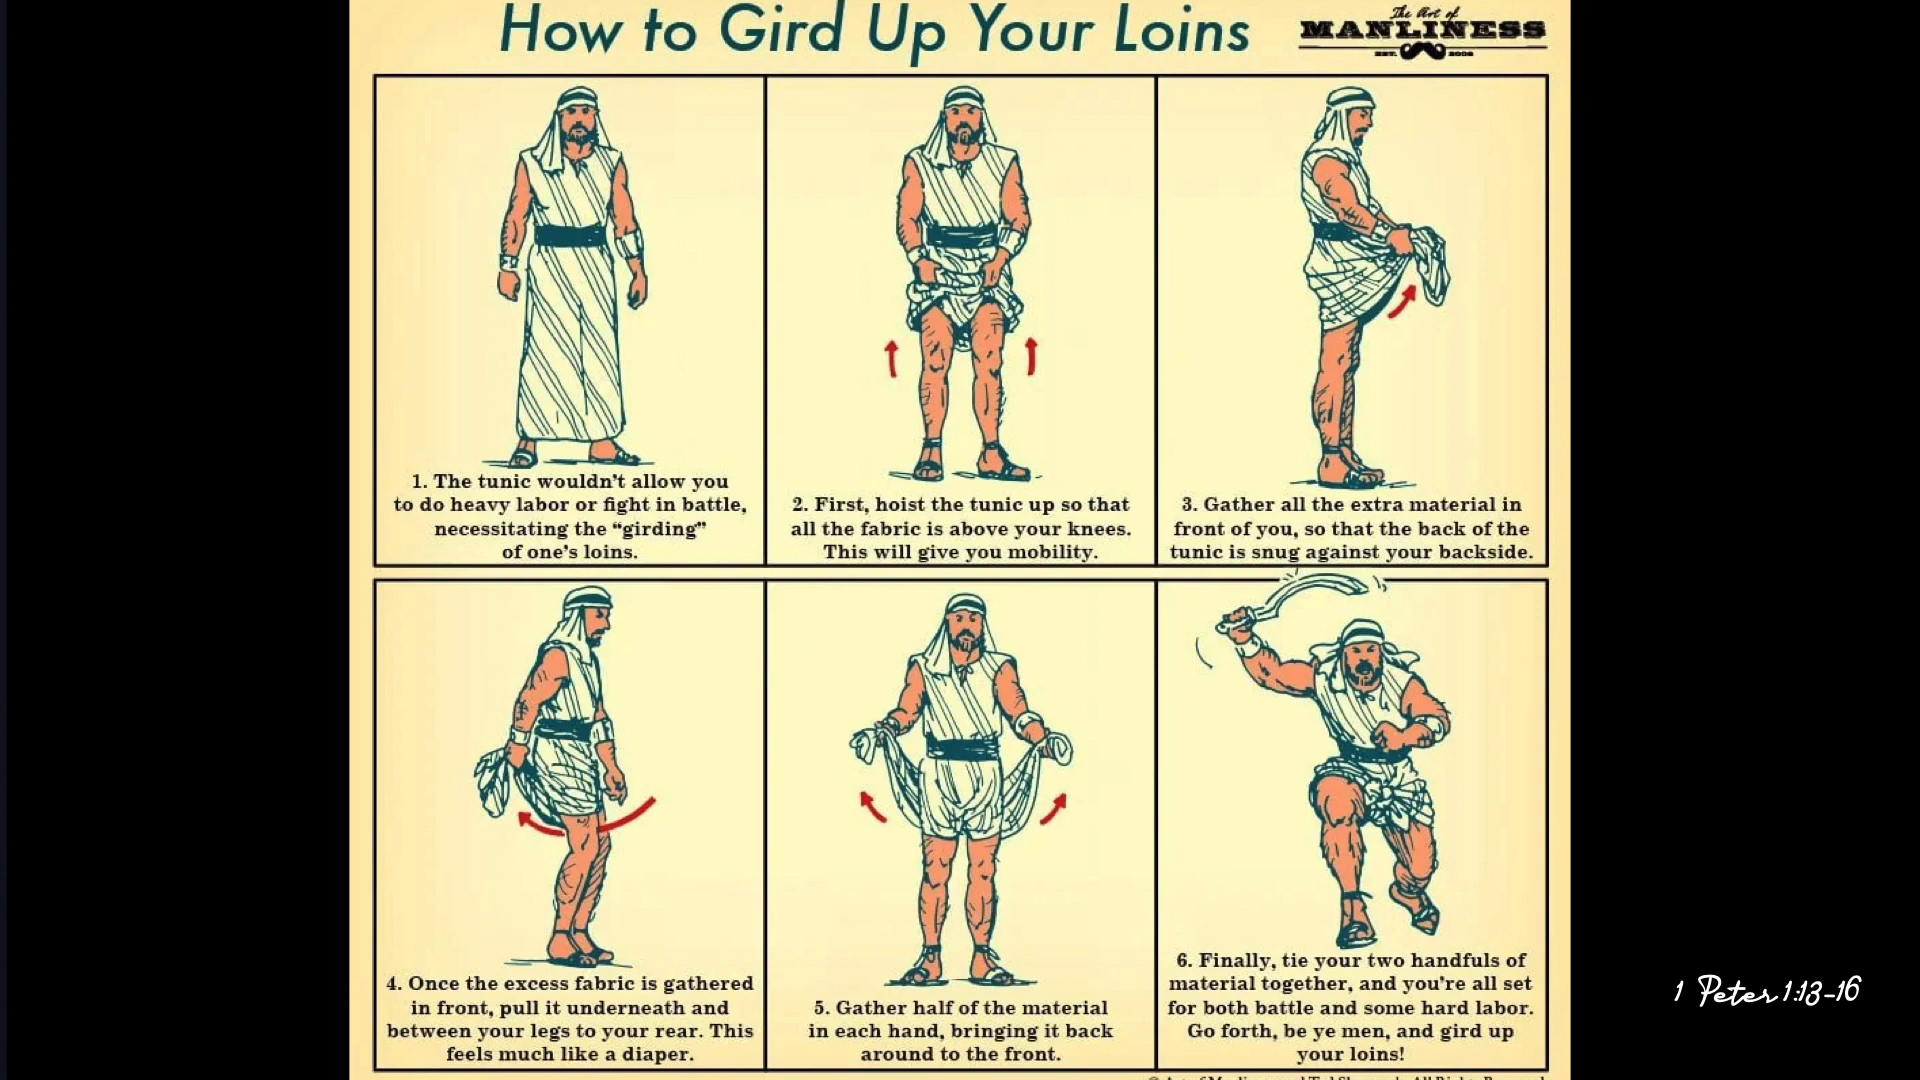 How to Gird Up Your Loins
The Art of
MANLINESS
EST. 2008
1. The tunic wouldn't allow you
to do heavy labor or fight in battle,
necessitating the “girding”
of one's loins.
2. First, hoist the tunic up so that
all the fabric is above your knees.
This will give you mobility.
3. Gather all the extra material in
front of you, so that the back of the
tunic is snug against your backside.
4. Once the excess fabric is gathered
in front, pull it underneath and
between your legs to your rear. This
feels much like a diaper.
5. Gather half of the material
in each hand, bringing it back
around to the front.
6. Finally, tie your two handfuls of
material together, and you're all set
for both battle and some hard labor.
Go forth, be ye men, and gird up
your loins!
1 Peter 1:13-16